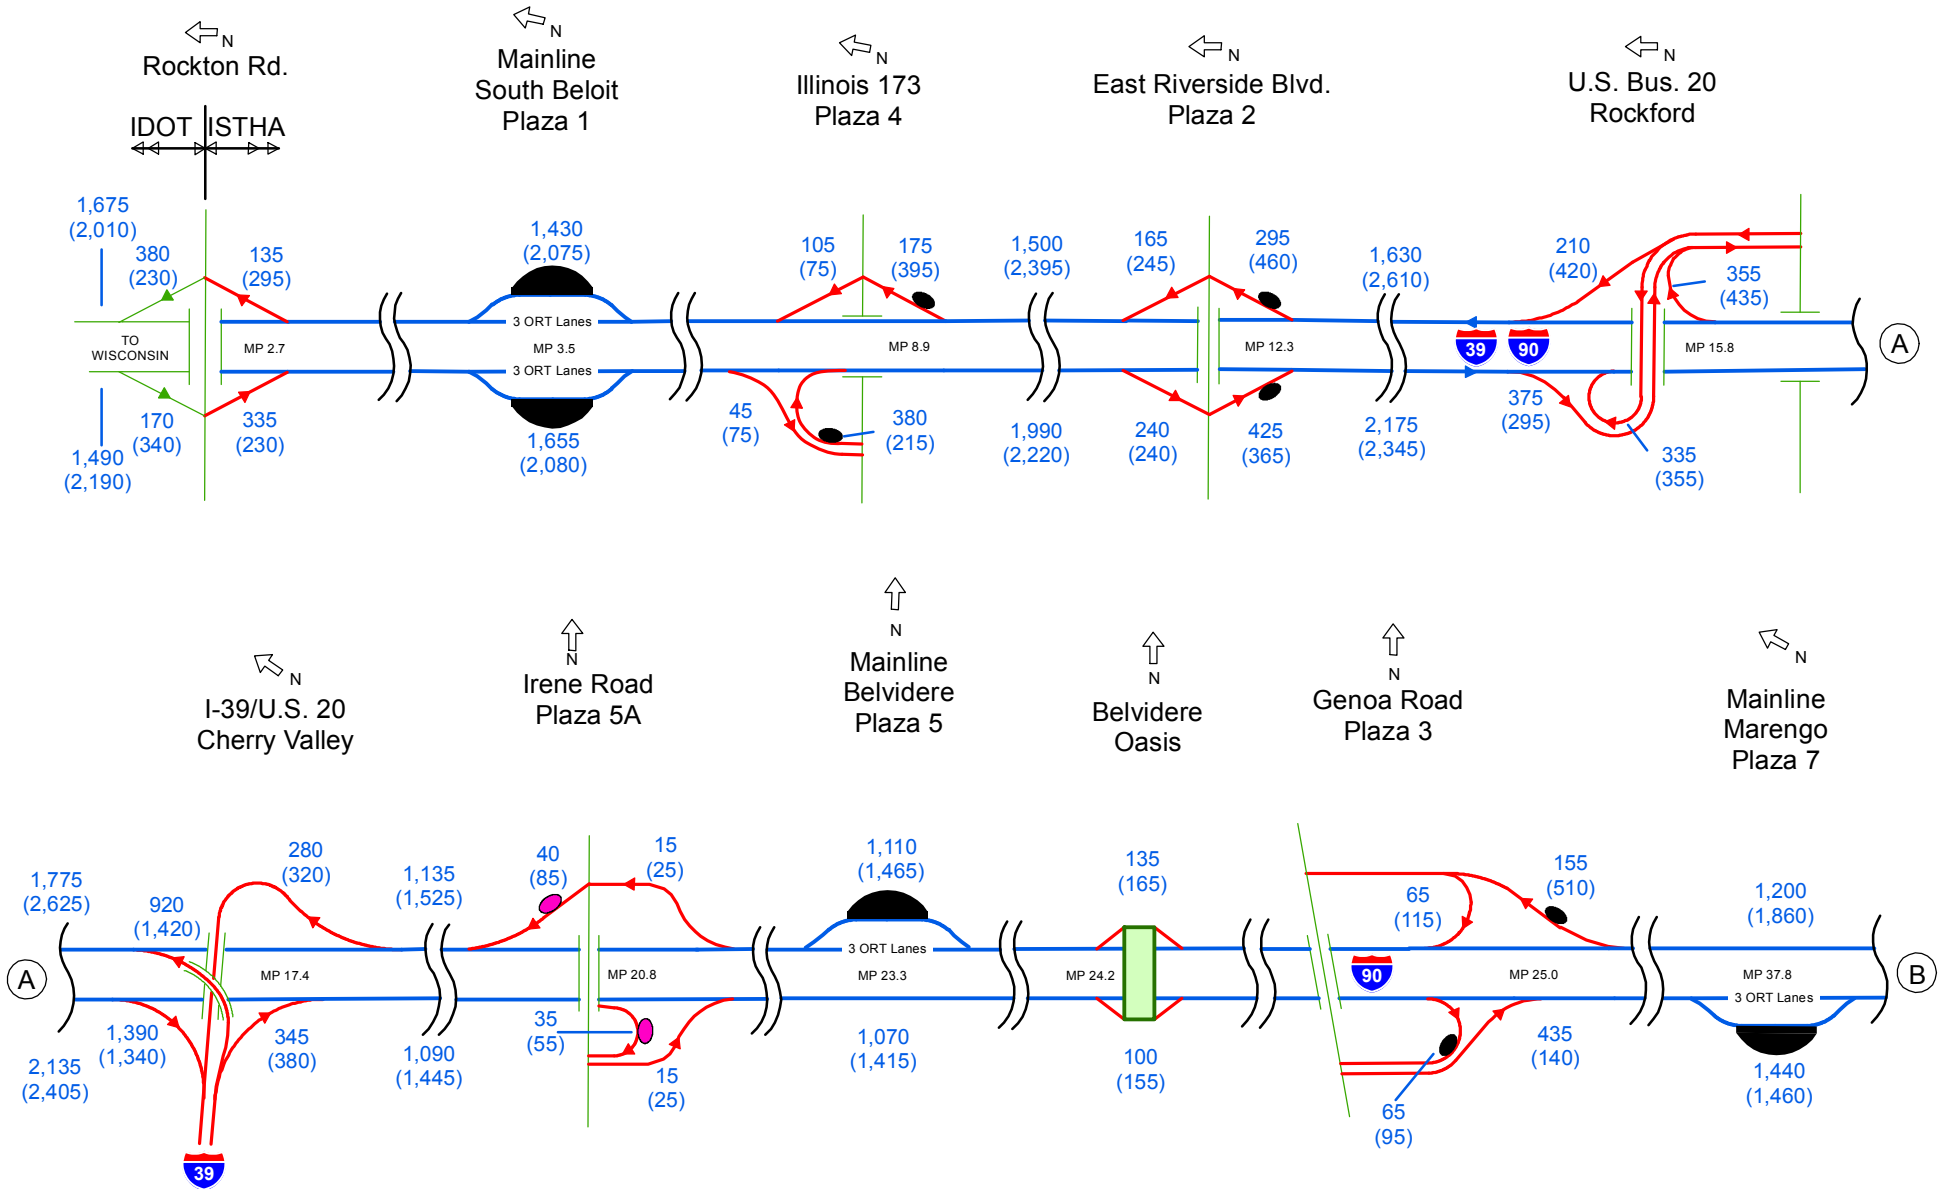 N
Rockton Rd.
IDOT
ISTHA
N
Mainline
South Beloit
Plaza 1
N
Illinois 173
Plaza 4
N
East Riverside Blvd.
Plaza 2
N
U.S. Bus. 20
Rockford
1,675
(2,010)
380
(230)
135
(295)
1,430
(2,075)
105
(75)
175
(395)
1,500
(2,395)
165
(245)
295
(460)
1,630
(2,610)
210
(420)
355
(435)
TO
WISCONSIN
MP 2.7
3 ORT Lanes
MP 3.5
3 ORT Lanes
MP 8.9
MP 12.3
39
90
MP 15.8
A
1,490
(2,190)
170
(340)
335
(230)
1,655
(2,080)
45
(75)
380
(215)
1,990
(2,220)
240
(240)
425
(365)
2,175
(2,345)
375
(295)
335
(355)
N
I-39/U.S. 20
Cherry Valley
N
Irene Road
Plaza 5A
N
Mainline
Belvidere
Plaza 5
N
Belvidere
Oasis
N
Genoa Road
Plaza 3
N
Mainline
Marengo
Plaza 7
1,775
(2,625)
920
(1,420)
280
(320)
1,135
(1,525)
40
(85)
15
(25)
1,110
(1,465)
135
(165)
65
(115)
155
(510)
1,200
(1,860)
A
MP 17.4
MP 20.8
3 ORT Lanes
MP 23.3
MP 24.2
90
MP 25.0
MP 37.8
3 ORT Lanes
B
2,135
(2,405)
1,390
(1,340)
345
(380)
1,090
(1,445)
35
(55)
15
(25)
1,070
(1,415)
100
(155)
65
(95)
435
(140)
1,440
(1,460)
39